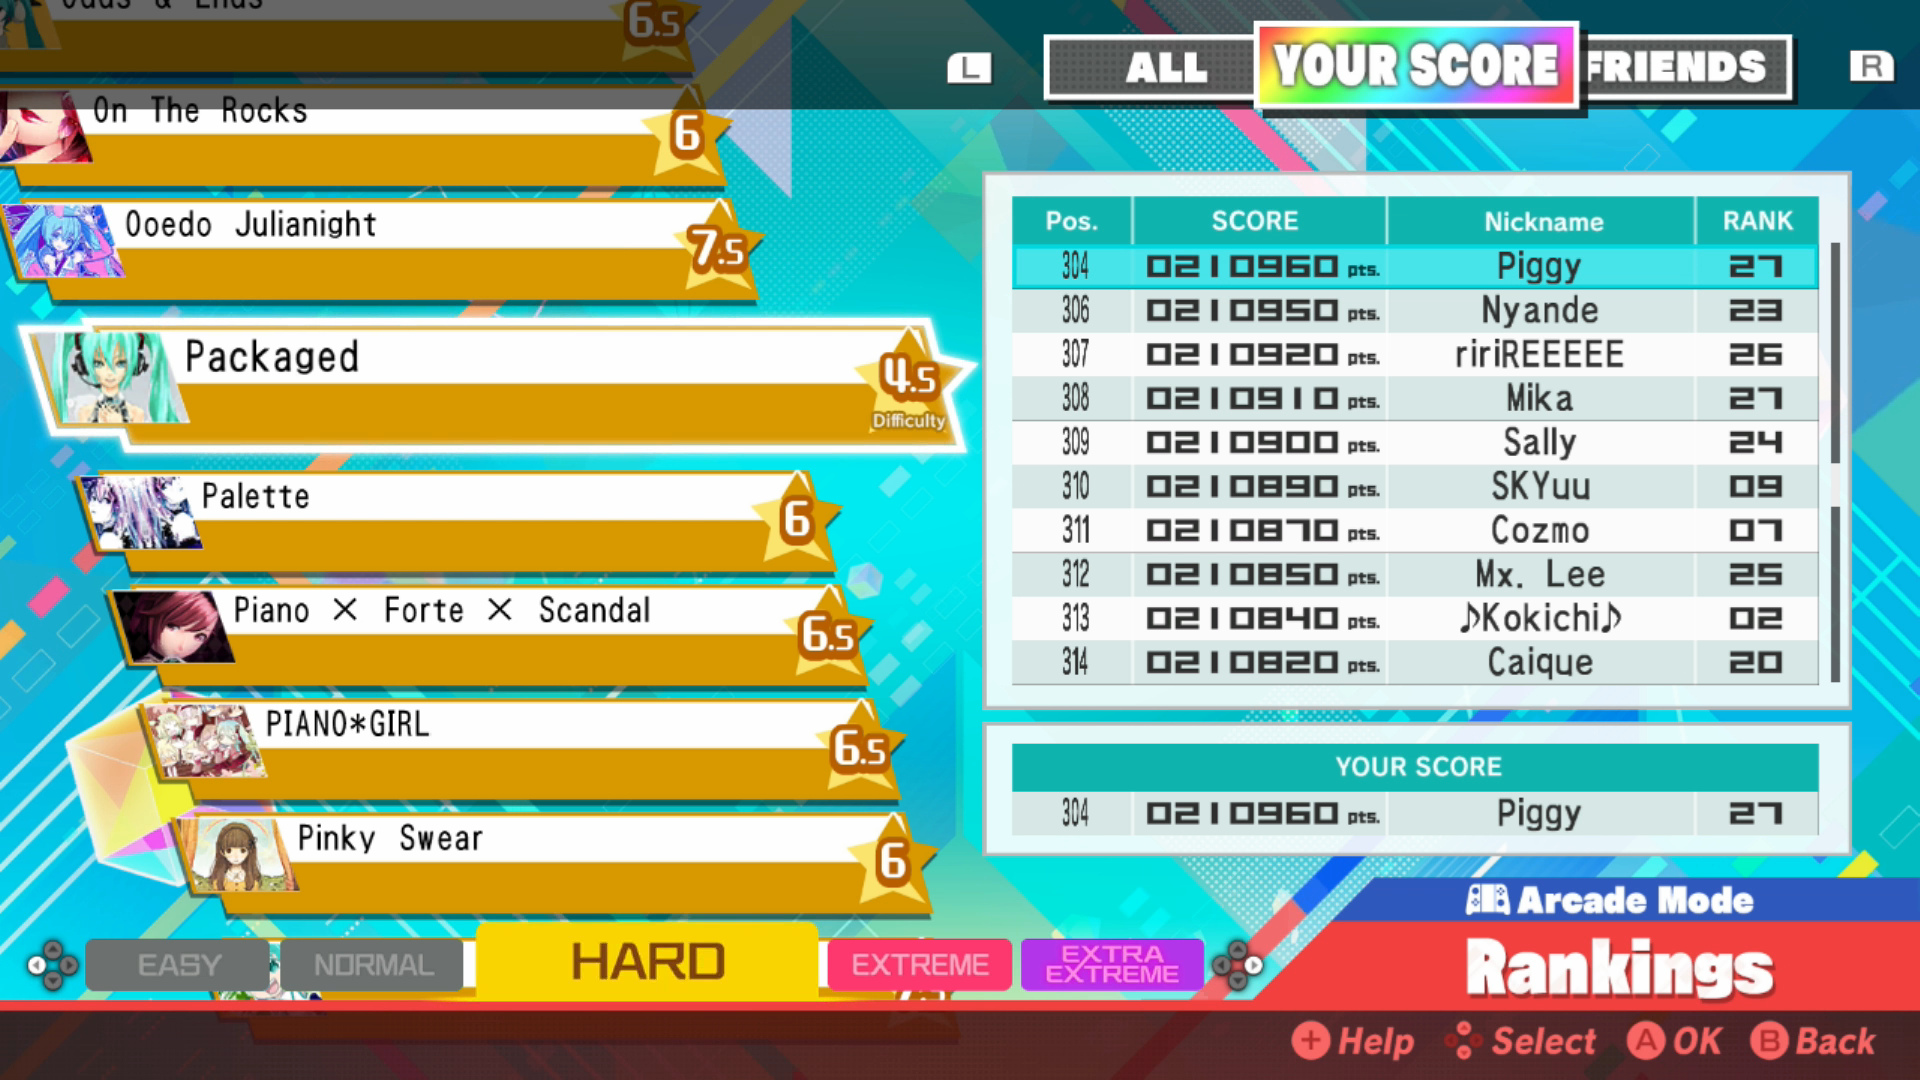 Odds & Ends
6.5
On The Rocks
6
Ooedo Julianight
7.5
Packaged
4.5
Difficulty
Palette
6
Piano × Forte × Scandal
6.5
PIANO*GIRL
6.5
Pinky Swear
6
EASY
NORMAL
HARD
EXTREME
EXTRA
EXTREME
L
ALL
YOUR SCORE
FRIENDS
R
Pos. SCORE Nickname RANK
304 0210960 pts. Piggy 27
306 0210950 pts. Nyande 23
307 0210920 pts. ririREEEEE 26
308 0210910 pts. Mika 27
309 0210900 pts. Sally 24
310 0210890 pts. SKYuu 09
311 0210870 pts. Cozmo 07
312 0210850 pts. Mx. Lee 25
313 0210840 pts. ♪Kokichi♪ 02
314 0210820 pts. Caique 20
YOUR SCORE
304 0210960 pts. Piggy 27
Arcade Mode
Rankings
+ Help
Select
A OK
B Back